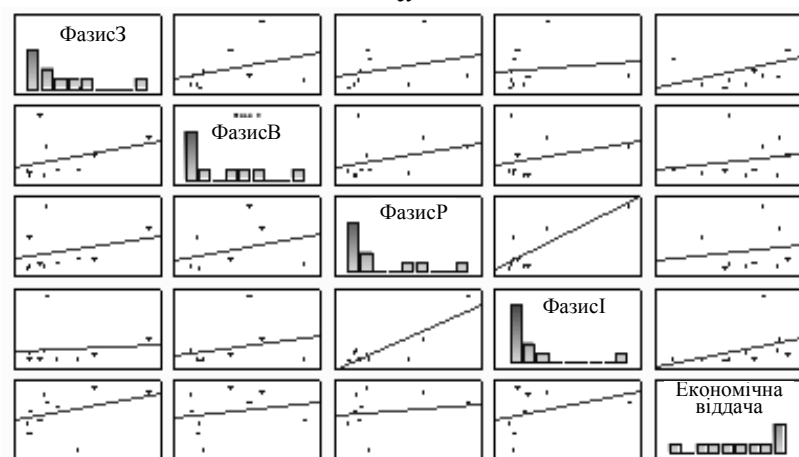 ФазисЗ
ФазисВ
ФазисР
ФазисІ
Економічна
віддача